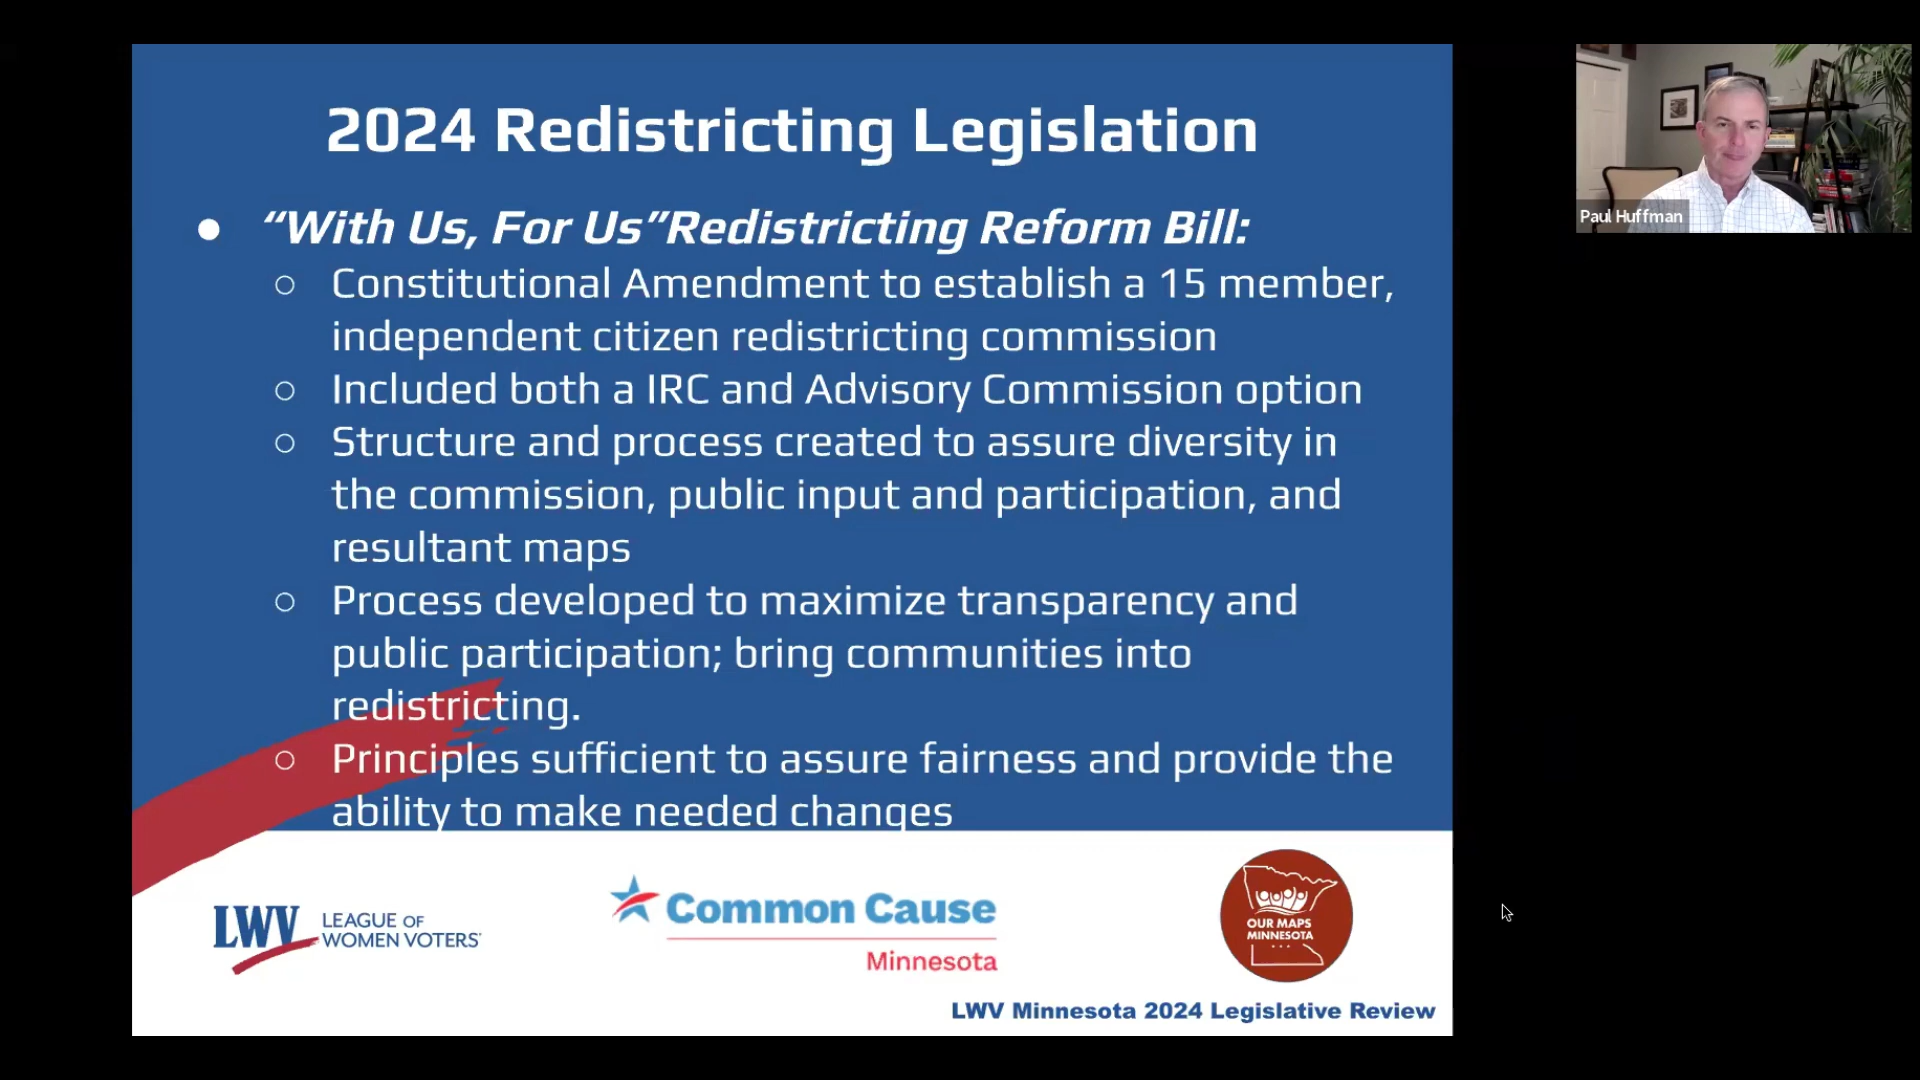 2024 Redistricting Legislation
● “With Us, For Us”Redistricting Reform Bill:
○ Constitutional Amendment to establish a 15 member,
independent citizen redistricting commission
○ Included both a IRC and Advisory Commission option
○ Structure and process created to assure diversity in
the commission, public input and participation, and
resultant maps
○ Process developed to maximize transparency and
public participation; bring communities into
redistricting.
○ Principles sufficient to assure fairness and provide the
ability to make needed changes
LWV LEAGUE OF
WOMEN VOTERS
Common Cause
Minnesota
OUR MAPS
MINNESOTA
LWV Minnesota 2024 Legislative Review
Paul Huffman